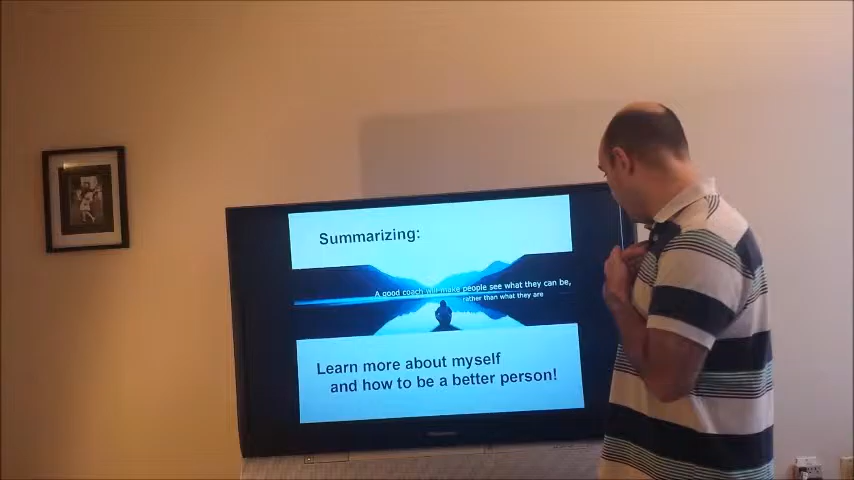 Summarizing:
A good coach will make people see what they can be,
rather than what they are
Learn more about myself
and how to be a better person!